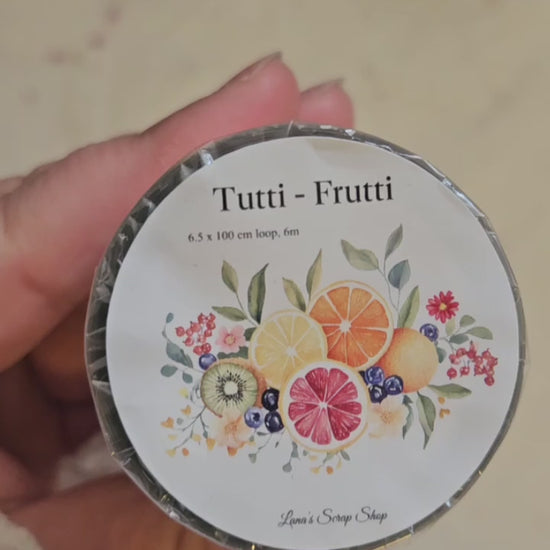 Tutti - Frutti
6.5 x 100 cm loop, 6m
Lana's Scrap Shop